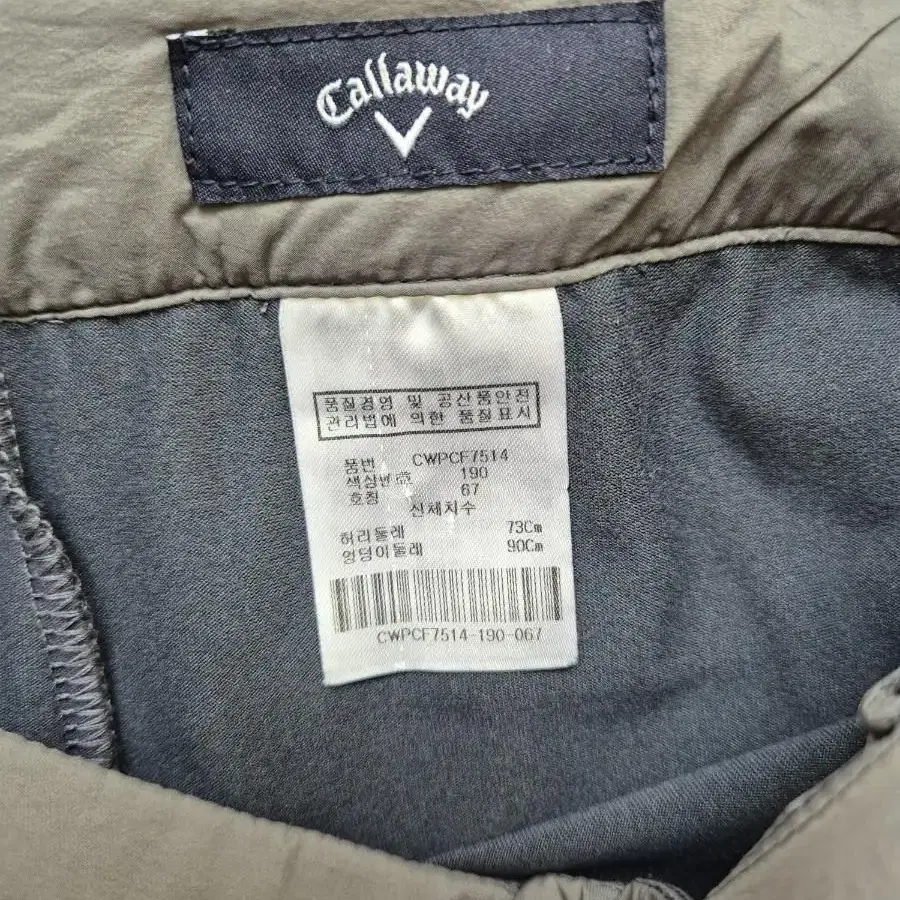 Callaway
품질경영 및 공산품안전
관리법에 의한 품질표시
품번 CWPCF7514
색상번호 190
호칭 67
신체치수
허리둘레 73Cm
엉덩이둘레 90Cm
CWPCF7514-190-067